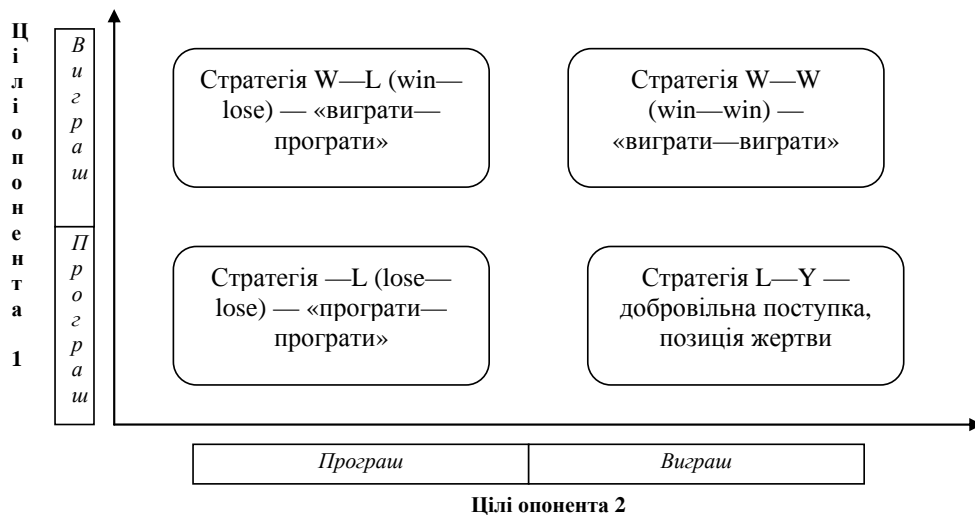 Цілі опонента 1
Виграш
Програш
Стратегія W—L (win—
lose) — «виграти—
програти»
Стратегія W—W
(win—win) —
«виграти—виграти»
Стратегія —L (lose—
lose) — «програти—
програти»
Стратегія L—Y —
добровільна поступка,
позиція жертви
Програш
Виграш
Цілі опонента 2